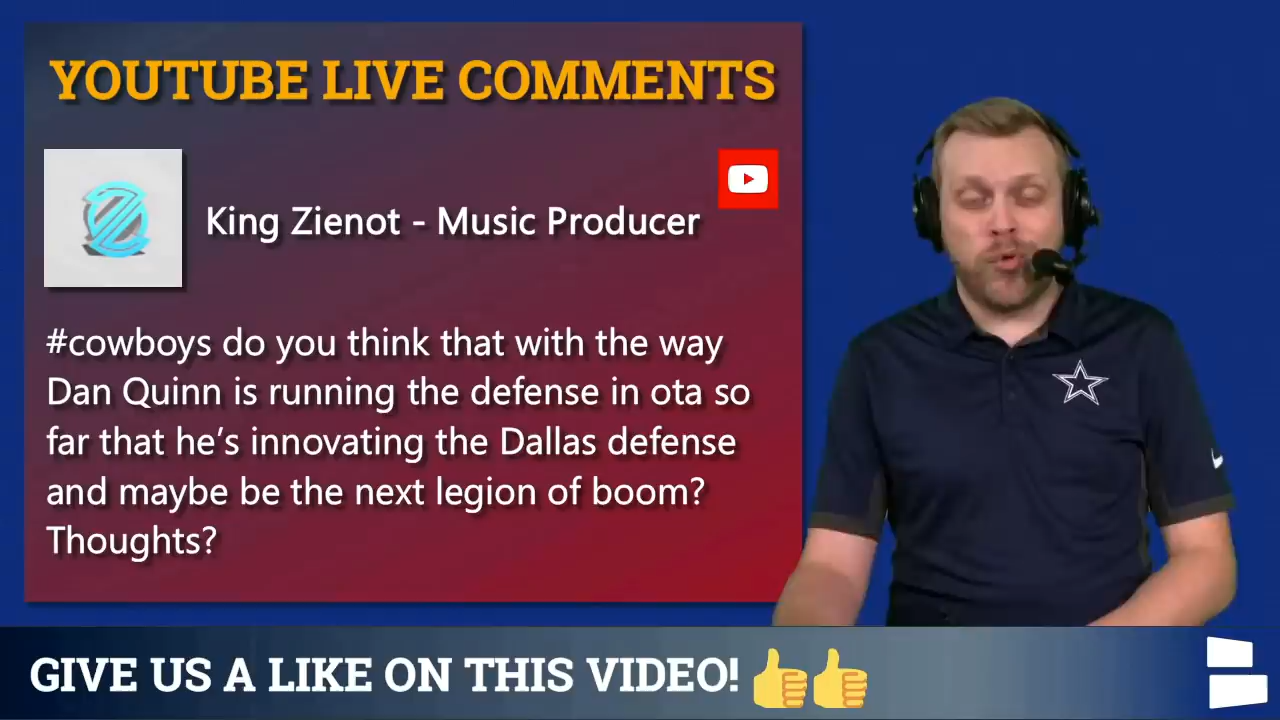 YOUTUBE LIVE COMMENTS
King Zienot - Music Producer
#cowboys do you think that with the way
Dan Quinn is running the defense in ota so
far that he's innovating the Dallas defense
and maybe be the next legion of boom?
Thoughts?
GIVE US A LIKE ON THIS VIDEO!